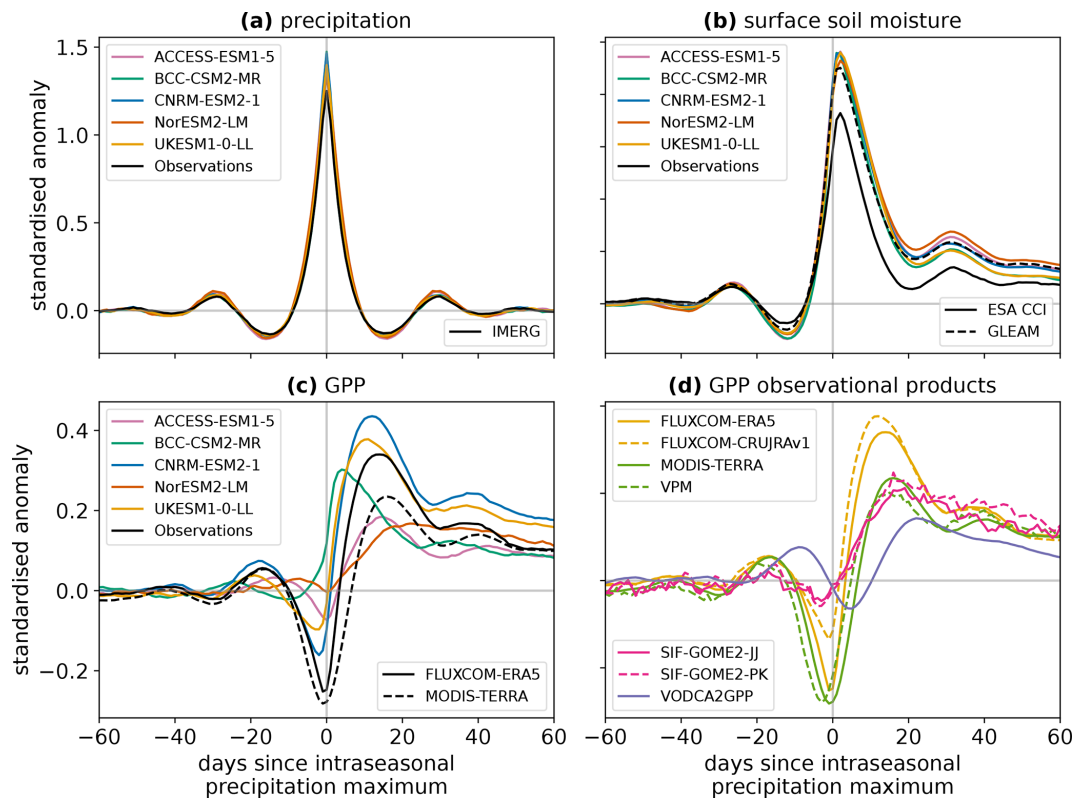 (a) precipitation
standardised anomaly
1.5
1.0
0.5
0.0
ACCESS-ESM1-5
BCC-CSM2-MR
CNRM-ESM2-1
NorESM2-LM
UKESM1-0-LL
Observations
IMERG
(b) surface soil moisture
ACCESS-ESM1-5
BCC-CSM2-MR
CNRM-ESM2-1
NorESM2-LM
UKESM1-0-LL
Observations
ESA CCI
GLEAM
(c) GPP
standardised anomaly
0.4
0.2
0.0
−0.2
ACCESS-ESM1-5
BCC-CSM2-MR
CNRM-ESM2-1
NorESM2-LM
UKESM1-0-LL
Observations
FLUXCOM-ERA5
MODIS-TERRA
−60 −40 −20 0 20 40 60
days since intraseasonal
precipitation maximum
(d) GPP observational products
FLUXCOM-ERA5
FLUXCOM-CRUJRAv1
MODIS-TERRA
VPM
SIF-GOME2-JJ
SIF-GOME2-PK
VODCA2GPP
−60 −40 −20 0 20 40 60
days since intraseasonal
precipitation maximum